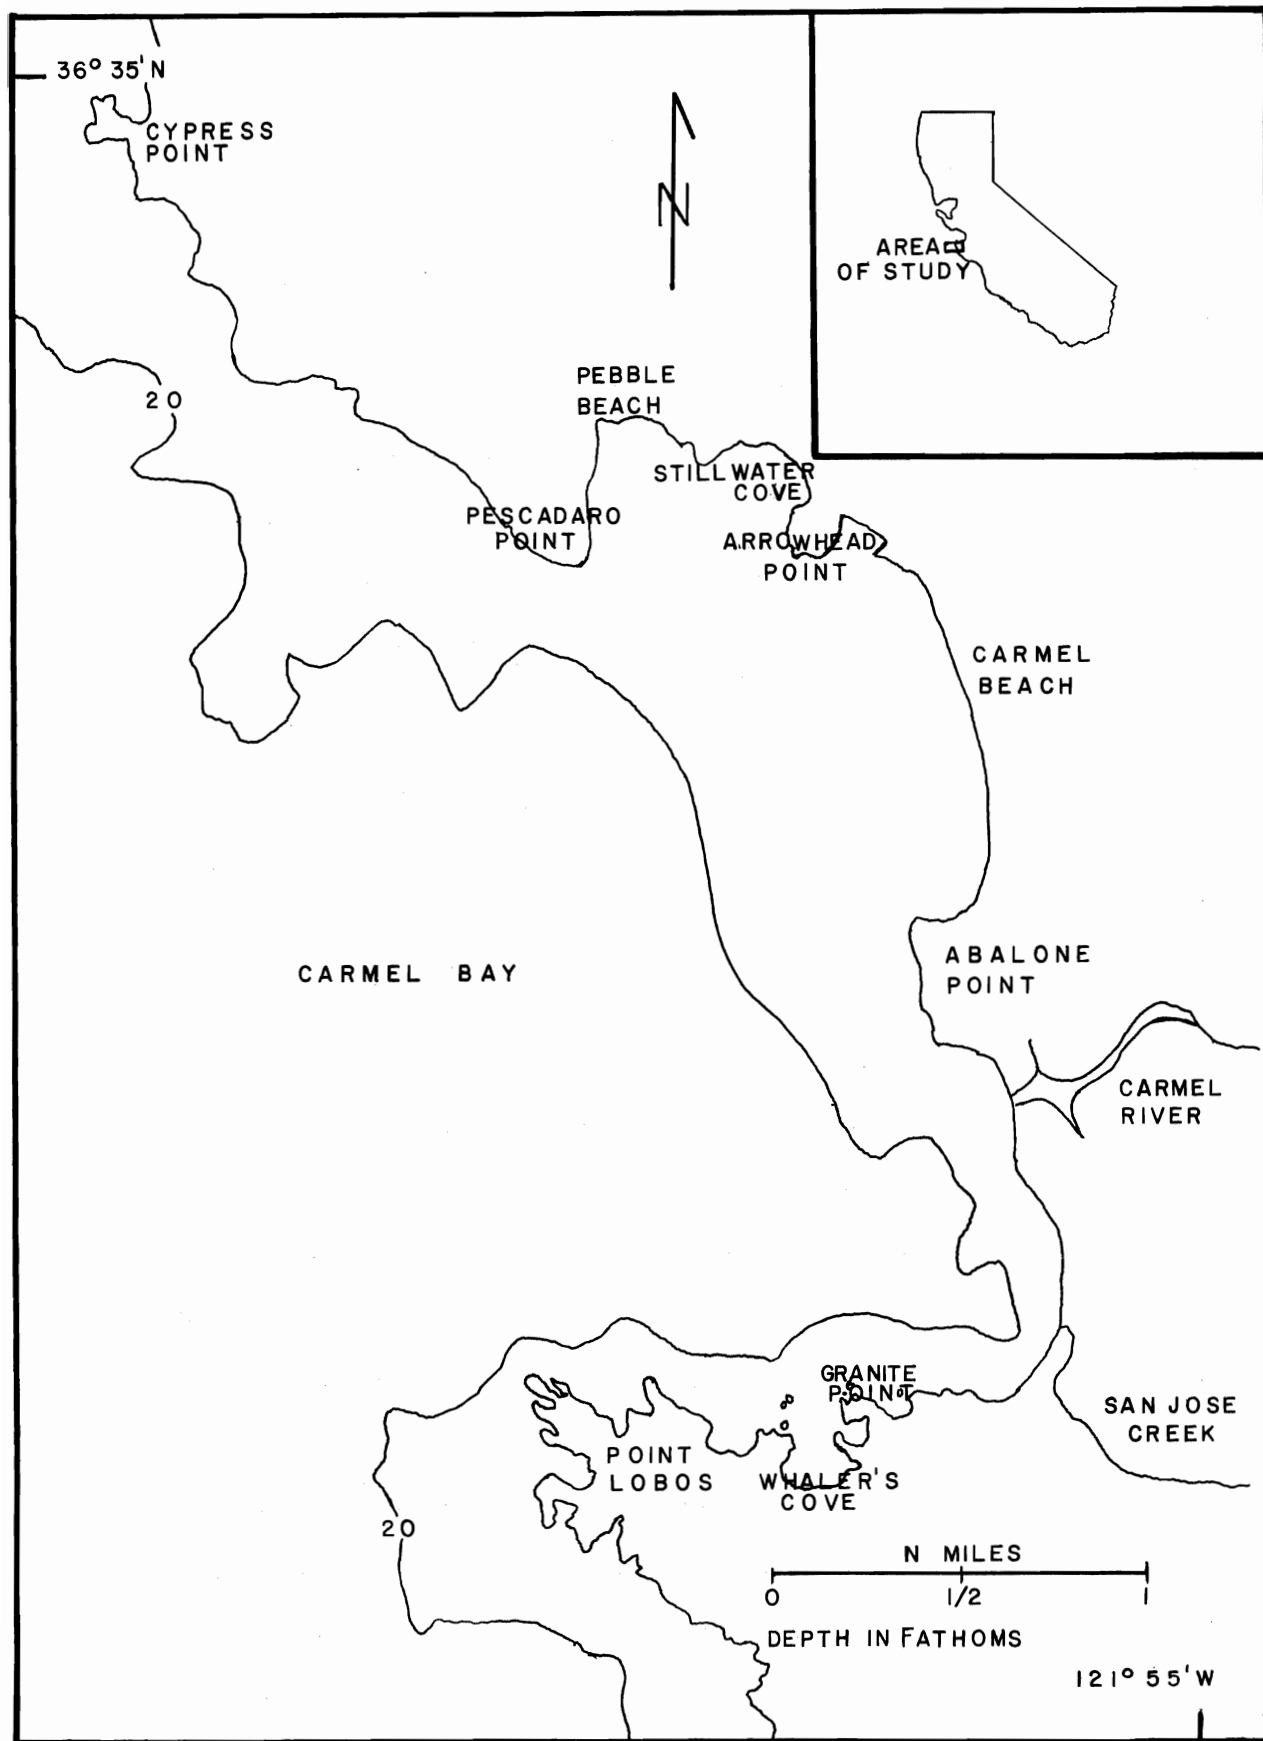 36° 35' N
CYPRESS
POINT
N
AREA
OF STUDY
20
PEBBLE
BEACH
STILLWATER
COVE
PESCADARO
POINT
ARROWHEAD
POINT
CARMEL
BEACH
CARMEL BAY
ABALONE
POINT
CARMEL
RIVER
GRANITE
POINT
SAN JOSE
CREEK
POINT
LOBOS
WHALER'S
COVE
20
N MILES
0 1/2 1
DEPTH IN FATHOMS
121° 55' W